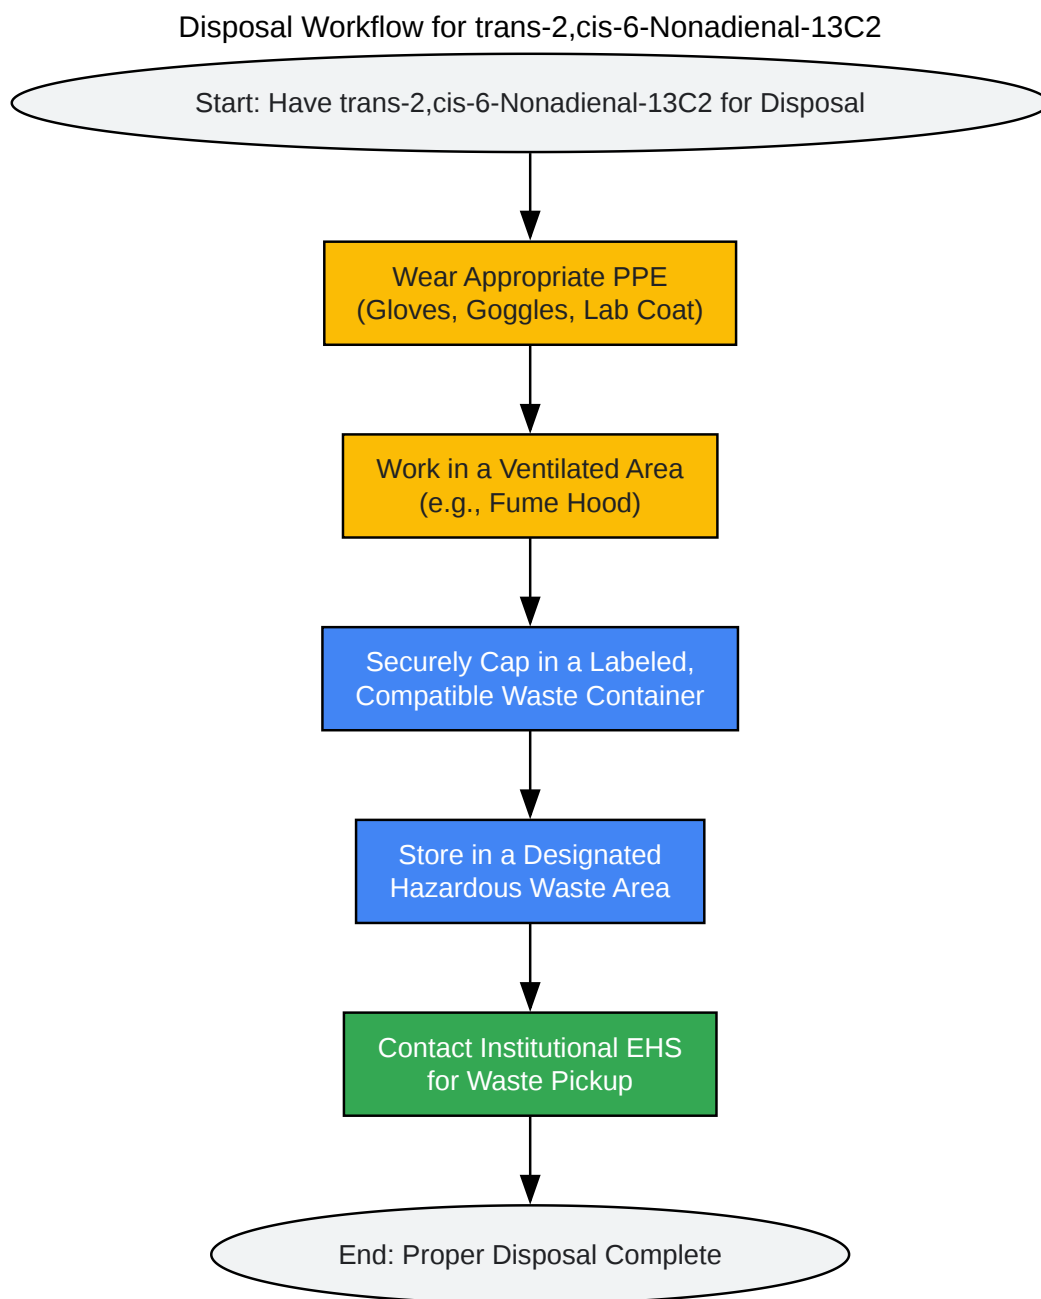 Disposal Workflow for trans-2,cis-6-Nonadienal-13C2
Start: Have trans-2,cis-6-Nonadienal-13C2 for Disposal
Wear Appropriate PPE
(Gloves, Goggles, Lab Coat)
Work in a Ventilated Area
(e.g., Fume Hood)
Securely Cap in a Labeled,
Compatible Waste Container
Store in a Designated
Hazardous Waste Area
Contact Institutional EHS
for Waste Pickup
End: Proper Disposal Complete